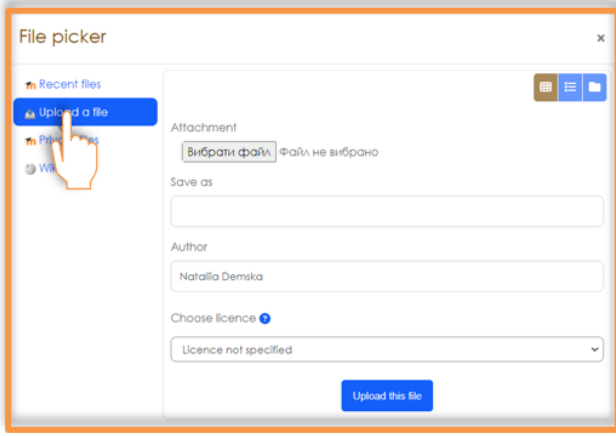 File picker
×
Recent files
Upload a file
Attachment
Вибрати файл Файл не вибрано
Save as
Author
Nataliia Demska
Choose licence ?
Licence not specified
Upload this file